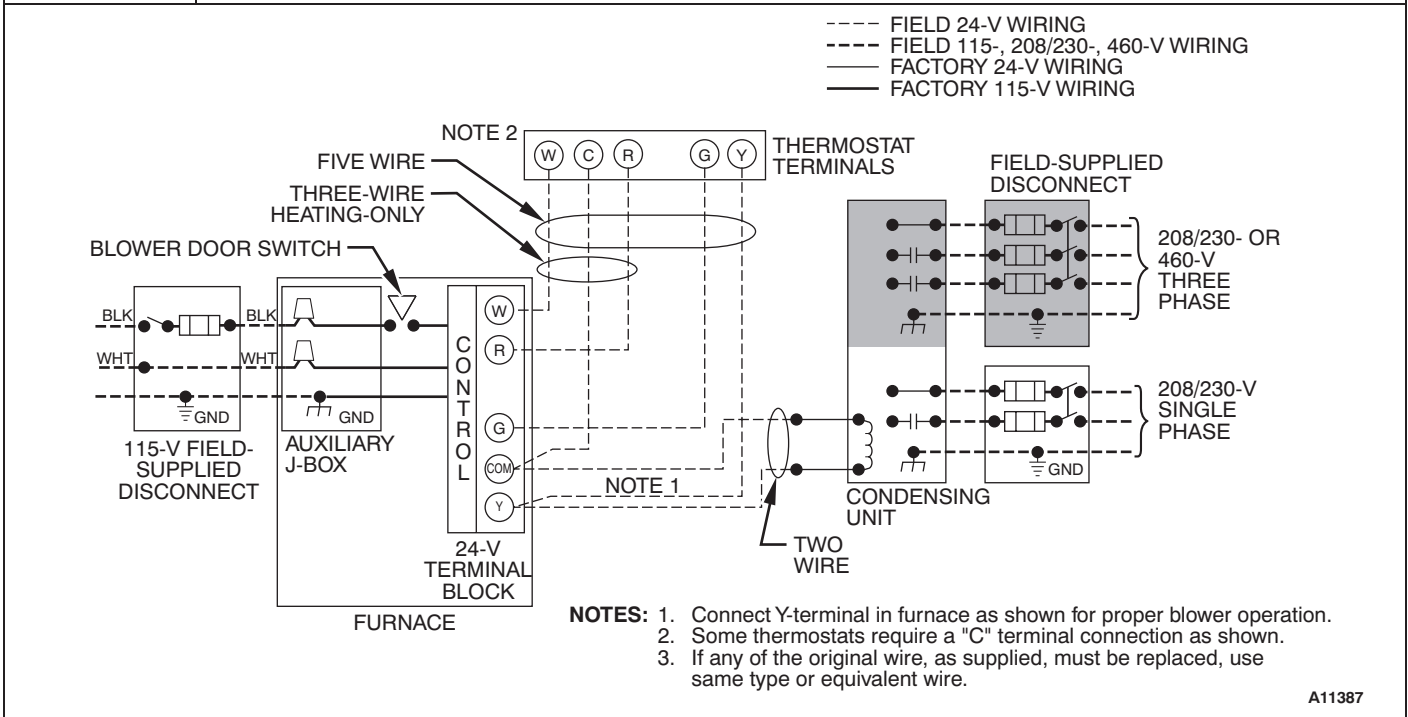 FIELD 24-V WIRING
FIELD 115-, 208/230-, 460-V WIRING
FACTORY 24-V WIRING
FACTORY 115-V WIRING
NOTE 2
W C R G Y
THERMOSTAT
TERMINALS
FIVE WIRE
THREE-WIRE
HEATING-ONLY
BLOWER DOOR SWITCH
FIELD-SUPPLIED
DISCONNECT
208/230- OR
460-V
THREE
PHASE
BLK
BLK
WHT
WHT
GND
GND
115-V FIELD-
SUPPLIED
DISCONNECT
AUXILIARY
J-BOX
CONTROL
W
R
G
COM
Y
24-V
TERMINAL
BLOCK
FURNACE
NOTE 1
TWO
WIRE
CONDENSING
UNIT
GND
208/230-V
SINGLE
PHASE
NOTES: 1. Connect Y-terminal in furnace as shown for proper blower operation.
2. Some thermostats require a "C" terminal connection as shown.
3. If any of the original wire, as supplied, must be replaced, use
same type or equivalent wire.
A11387